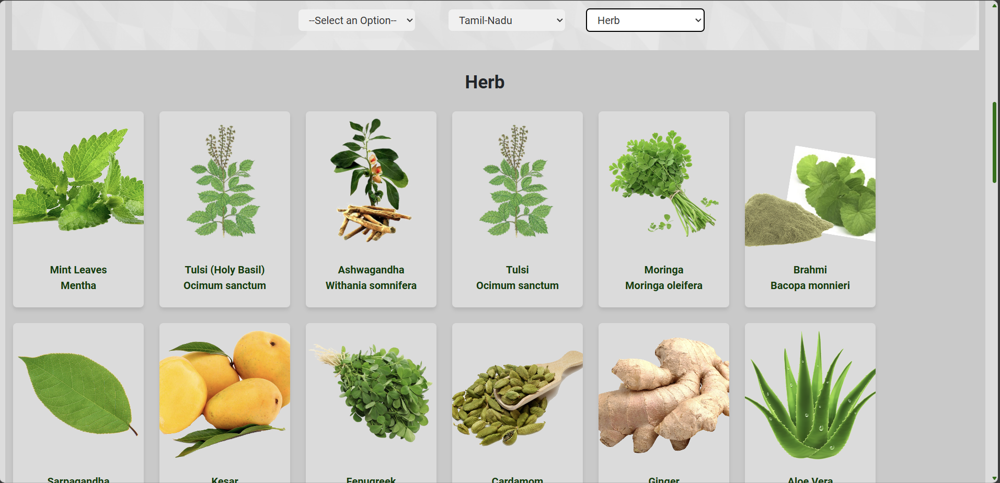 --Select an Option--
Tamil-Nadu
Herb
Herb
Mint Leaves
Mentha
Tulsi (Holy Basil)
Ocimum sanctum
Ashwagandha
Withania somnifera
Tulsi
Ocimum sanctum
Moringa
Moringa oleifera
Brahmi
Bacopa monnieri
Sarpagandha
Kesar
Fenugreek
Cardamom
Ginger
Aloe Vera